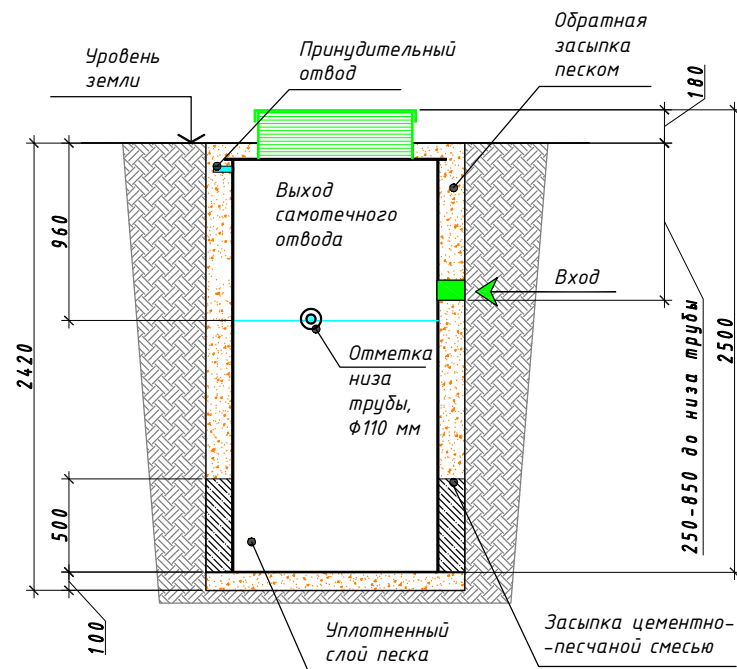 Обратная
засыпка
песком
Уровень
земли
Принудительный
отвод
180
Выход
самотечного
отвода
960
Вход
2420
2500
250-850 до низа трубы
Отметка
низа
трубы,
Ф110 мм
500
100
Уплотненный
слой песка
Засыпка цементно-
-песчаной смесью